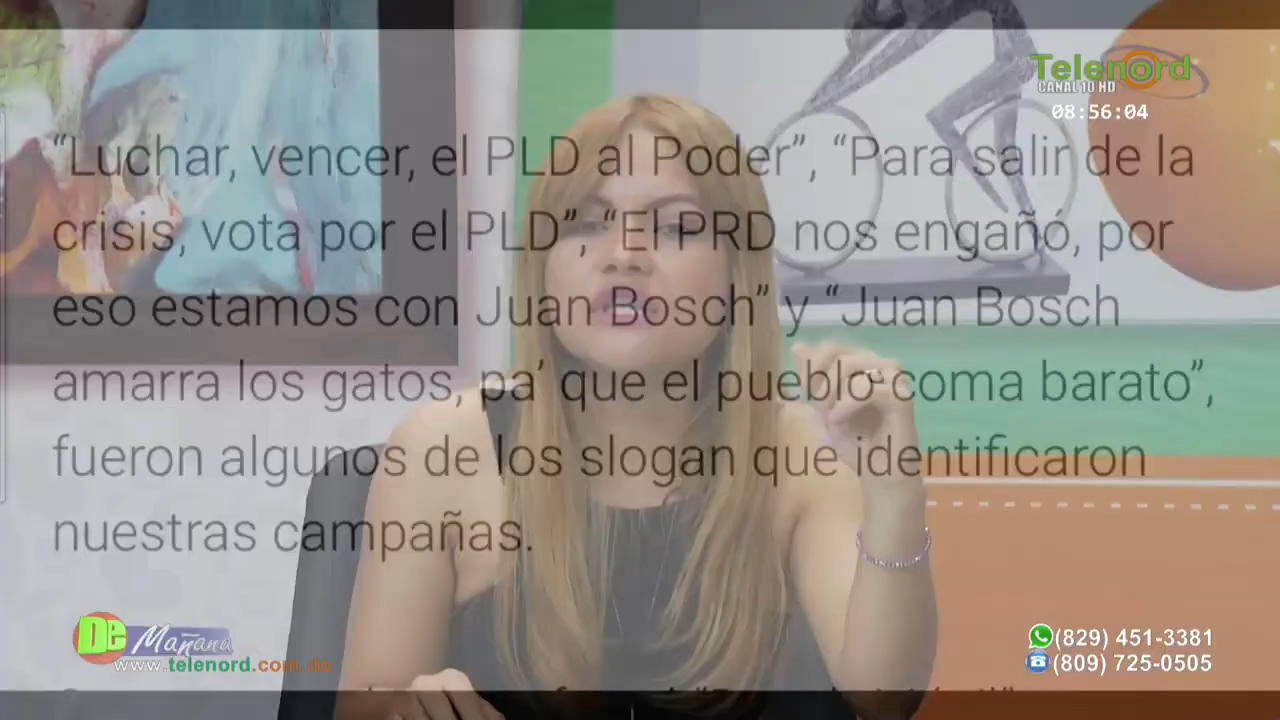 Telenord
CANAL 10 HD
08:56:04
“Luchar, vencer, el PLD al Poder”, “Para salir de la
crisis, vota por el PLD”, “El PRD nos engañó, por
eso estamos con Juan Bosch” y “ Juan Bosch
amarra los gatos, pa’ que el pueblo coma barato”,
fueron algunos de los slogan que identificaron
nuestras campañas.
De Mañana
www.telenord.com.do
(829) 451-3381
(809) 725-0505